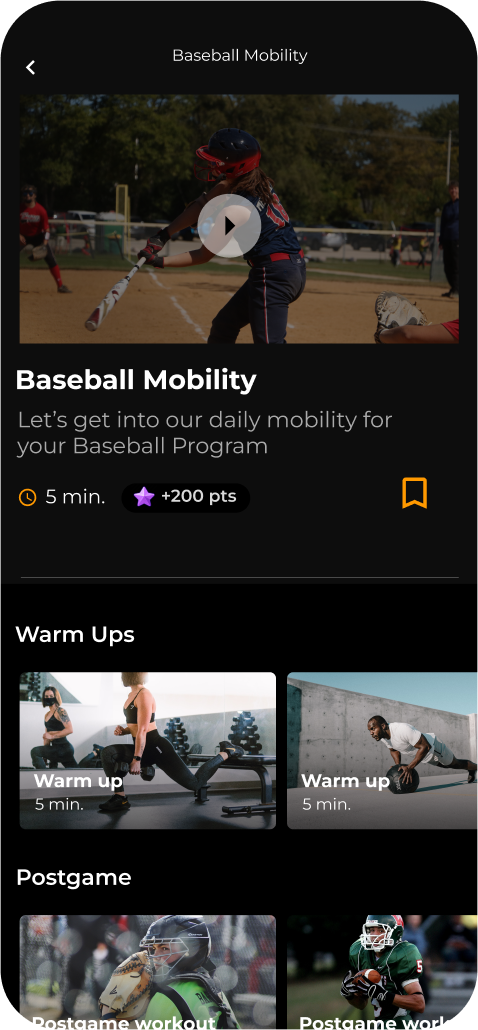 Baseball Mobility
Baseball Mobility
Let’s get into our daily mobility for
your Baseball Program
5 min.
+200 pts
Warm Ups
Warm up
5 min.
Warm up
5 min.
Postgame
5
Postgame workout
Postgame work